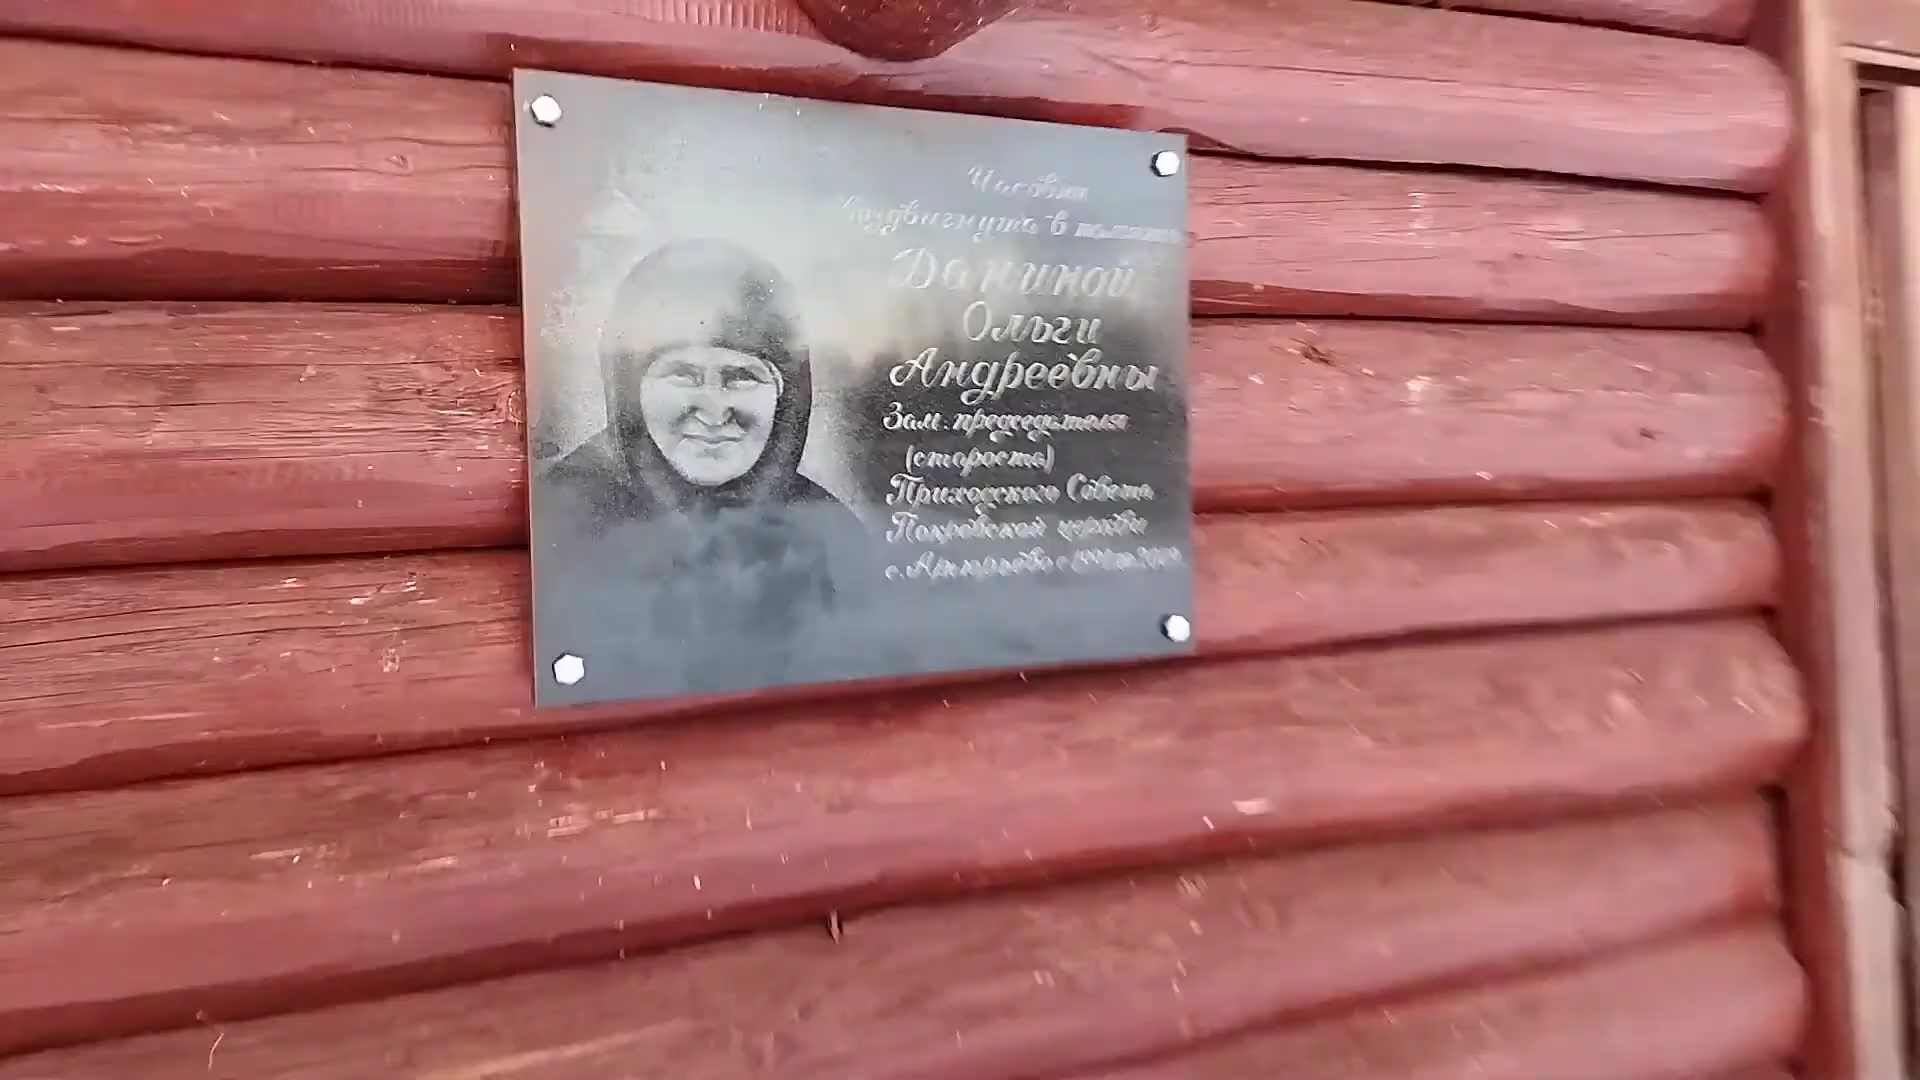 Часовня
Воздвигнута в память
Даниной
Ольги
Андреевны
Зам. председателя
(староста)
Приходского Совета
Покровской церкви